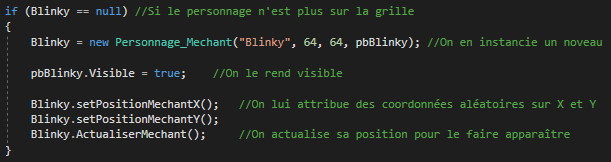 if (Blinky == null) //Si le personnage n'est plus sur la grille
{
Blinky = new Personnage_Mechant("Blinky", 64, 64, pbBlinky); //On en instancie un noveau
pbBlinky.Visible = true; //On le rend visible
Blinky.setPositionMechantX(); //On lui attribue des coordonnées aléatoires sur X et Y
Blinky.setPositionMechantY();
Blinky.ActualiserMechant(); //On actualise sa position pour le faire apparaître
}